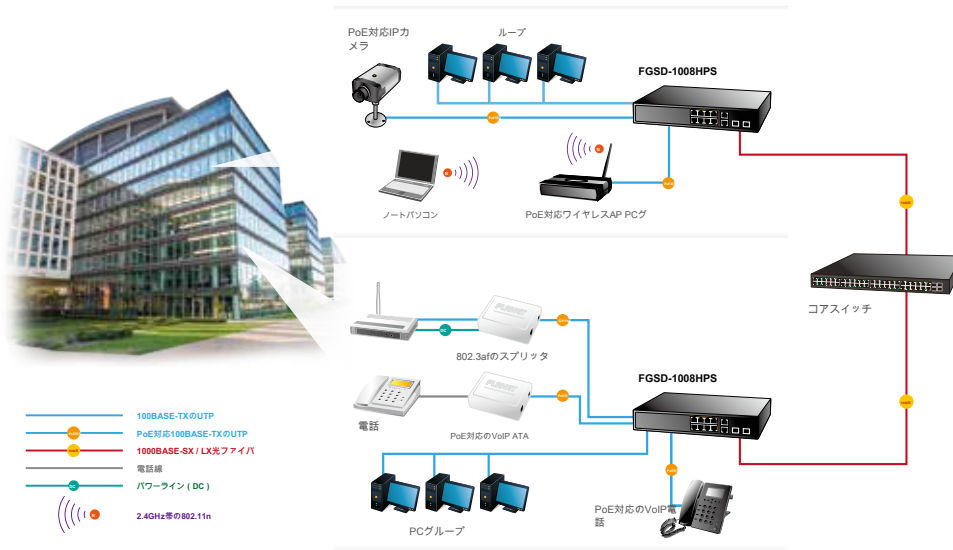 PoE対応IPカ
メラ
ループ
FGSD-1008HPS
ノートパソコン
PoE対応ワイヤレスAP PCグ
コアスイッチ
PLANET
802.3afのスプリッタ
FGSD-1008HPS
PLANET
電話
PoE対応のVoIP ATA
DC
PCグループ
PoE対応のVoIP電
話
100BASE-TXのUTP
PoE対応100BASE-TXのUTP
1000BASE-SX / LX光ファイバ
電話線
DC
パワーライン ( DC )
2.4GHz帯の802.11n